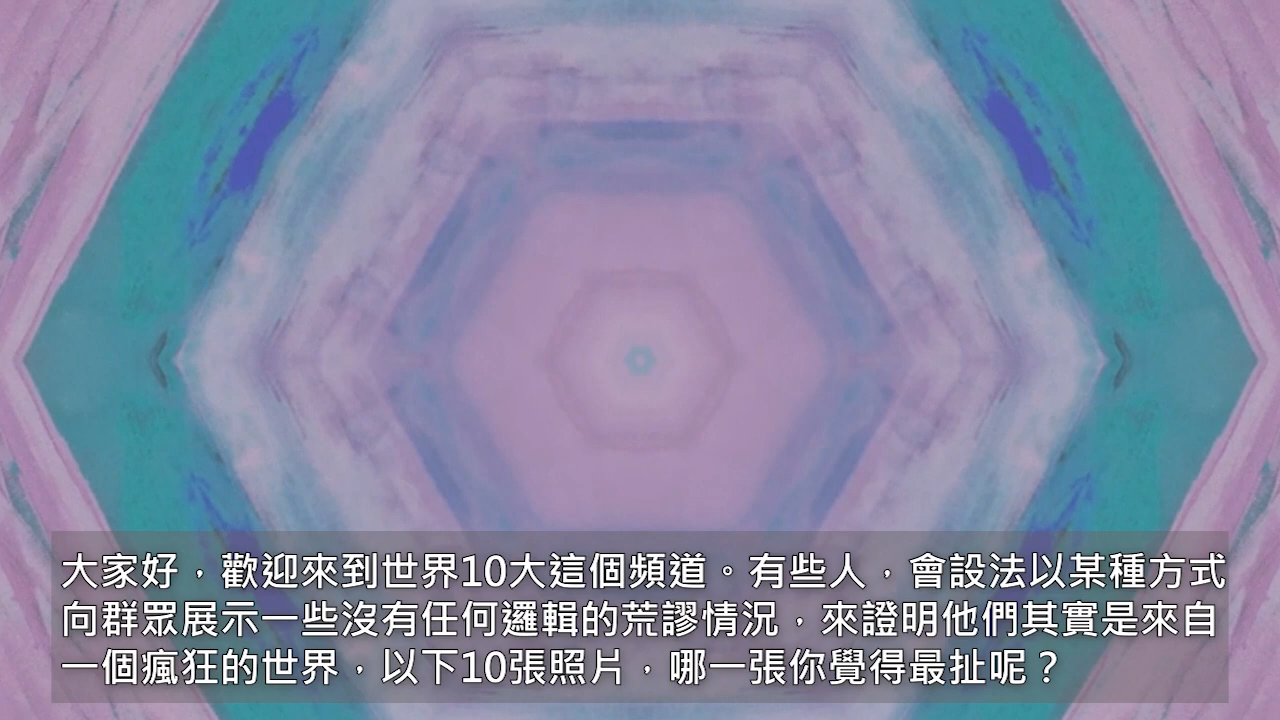 大家好，歡迎來到世界10大這個頻道。有些人，會設法以某種方式
向群眾展示一些沒有任何邏輯的荒謬情況，來證明他們其實是來自
一個瘋狂的世界，以下10張照片，哪一張你覺得最扯呢？